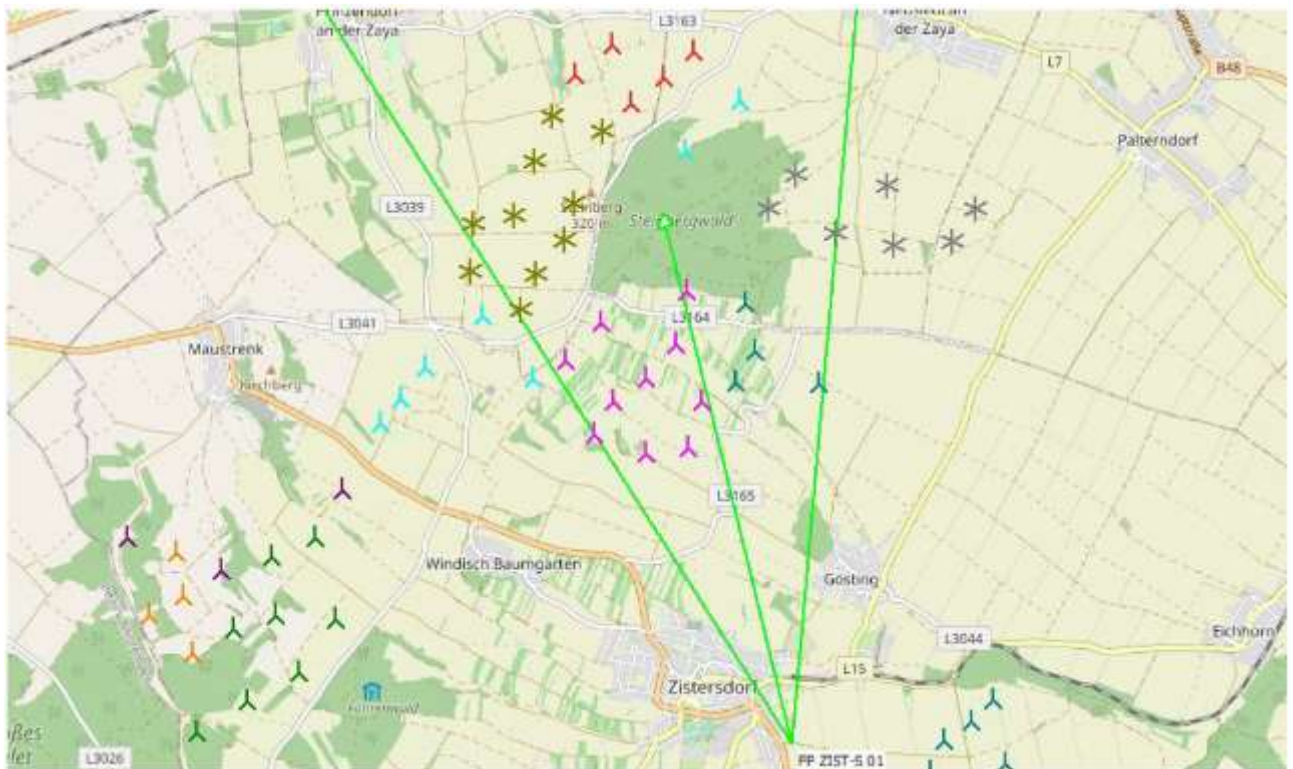 an der Zaya
L3163
an der Zaya
L7
B48
Palterndorf
L3039
320 m
L3041
L3164
Maustrenk
Kirchberg
L3165
Windisch Baumgarten
Gösting
L3044
Eichhorn
L15
Zistersdorf
L3026
PP ZIST-S 01